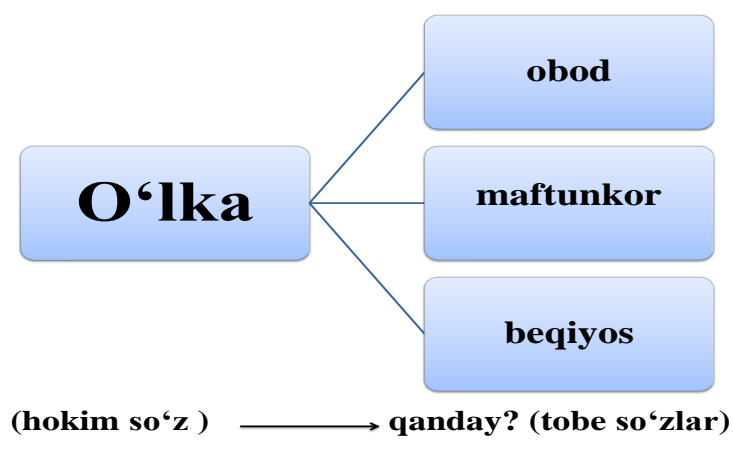 obod
O‘lka
maftunkor
beqiyos
(hokim so‘z ) qanday? (tobe so‘zlar)